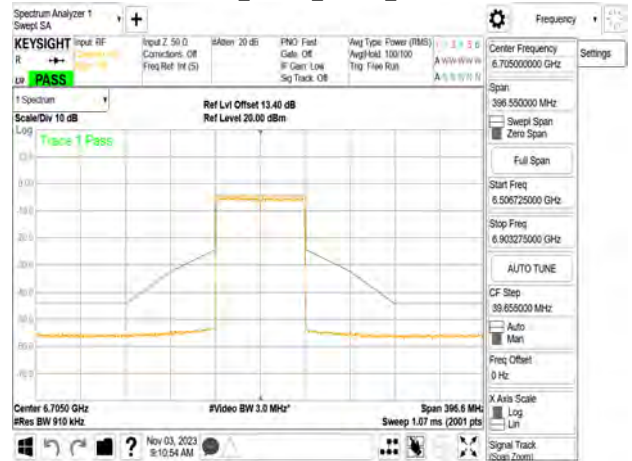 Spectrum Analyzer 1
Swept SA
Frequency
KEYSIGHT
Input: RF
Input Z: 50 Ω
Corrections: Off
Freq Ref: Int (S)
#Atten: 20 dB
PNO: Fast
Gate: Off
IF Gain: Low
Sig Track: Off
Avg Type: Power (RMS)
Avg|Hold: 100/100
Trig: Free Run
PASS
Center Frequency
6.705000000 GHz
Settings
Span
396.550000 MHz
Swept Span
Zero Span
Full Span
Start Freq
6.506725000 GHz
Stop Freq
6.903275000 GHz
AUTO TUNE
CF Step
39.655000 MHz
Auto
Man
Freq Offset
0 Hz
X Axis Scale
Log
Lin
Signal Track
(Span Zoom)
1 Spectrum
Scale/Div 10 dB
Ref Lvl Offset 13.40 dB
Ref Level 20.00 dBm
Log
Trace 1 Pass
Center 6.7050 GHz
#Video BW 3.0 MHz*
Span 396.6 MHz
#Res BW 910 kHz
Sweep 1.07 ms (2001 pts)
?
Nov 03, 2023
9:10:54 AM